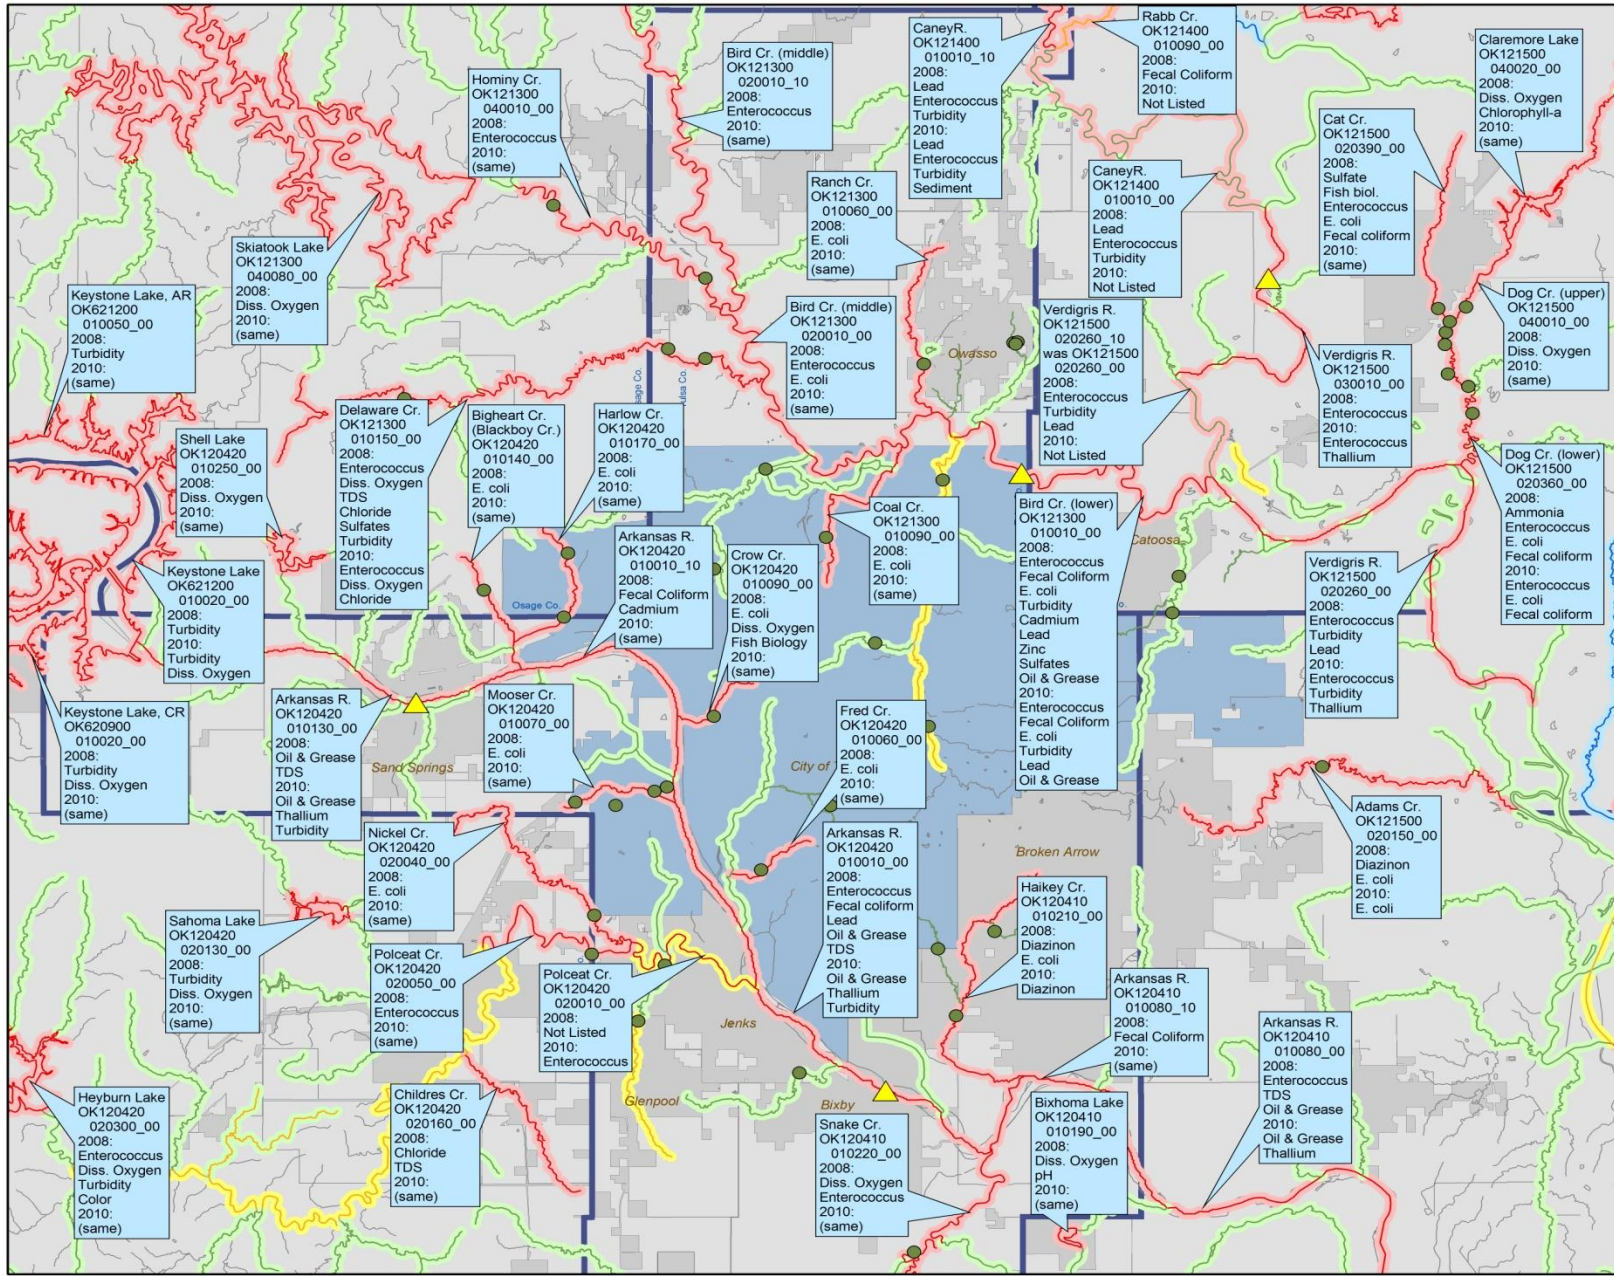 Hominy Cr.
OK121300
040010_00
2008:
Enterococcus
2010:
(same)
Bird Cr. (middle)
OK121300
020010_10
2008:
Enterococcus
2010:
(same)
CaneyR.
OK121400
010010_10
2008:
Lead
Enterococcus
Turbidity
2010:
Lead
Enterococcus
Turbidity
Sediment
Rabb Cr.
OK121400
010090_00
2008:
Fecal Coliform
2010:
Not Listed
Claremore Lake
OK121500
040020_00
2008:
Diss. Oxygen
Chlorophyll-a
2010:
(same)
Cat Cr.
OK121500
020390_00
2008:
Sulfate
Fish biol.
Enterococcus
E. coli
Fecal coliform
2010:
(same)
CaneyR.
OK121400
010010_00
2008:
Lead
Enterococcus
Turbidity
2010:
Not Listed
Ranch Cr.
OK121300
010060_00
2008:
E. coli
2010:
(same)
Skiatook Lake
OK121300
040080_00
2008:
Diss. Oxygen
2010:
(same)
Keystone Lake, AR
OK621200
010050_00
2008:
Turbidity
2010:
(same)
Bird Cr. (middle)
OK121300
020010_00
2008:
Enterococcus
E. coli
2010:
(same)
Owasso
Verdigris R.
OK121500
020260_10
was OK121500
020260_00
2008:
Enterococcus
Turbidity
Lead
2010:
Not Listed
Verdigris R.
OK121500
030010_00
2008:
Enterococcus
2010:
Enterococcus
Thallium
Dog Cr. (upper)
OK121500
040010_00
2008:
Diss. Oxygen
2010:
(same)
Shell Lake
OK120420
010250_00
2008:
Diss. Oxygen
2010:
(same)
Delaware Cr.
OK121300
010150_00
2008:
Enterococcus
Diss. Oxygen
TDS
Chloride
Sulfates
Turbidity
2010:
Enterococcus
Diss. Oxygen
Chloride
Bigheart Cr.
(Blackboy Cr.)
OK120420
010140_00
2008:
E. coli
2010:
(same)
Harlow Cr.
OK120420
010170_00
2008:
E. coli
2010:
(same)
Dog Cr. (lower)
OK121500
020360_00
2008:
Ammonia
Enterococcus
E. coli
Fecal coliform
2010:
Enterococcus
E. coli
Fecal coliform
Coal Cr.
OK121300
010090_00
2008:
E. coli
2010:
(same)
Bird Cr. (lower)
OK121300
010010_00
2008:
Enterococcus
Fecal Coliform
E. coli
Turbidity
Cadmium
Lead
Zinc
Sulfates
Oil & Grease
2010:
Enterococcus
Fecal Coliform
E. coli
Turbidity
Lead
Oil & Grease
Catoosa
Arkansas R.
OK120420
010010_10
2008:
Fecal Coliform
Cadmium
2010:
(same)
Crow Cr.
OK120420
010090_00
2008:
E. coli
Diss. Oxygen
Fish Biology
2010:
(same)
Keystone Lake
OK621200
010020_00
2008:
Turbidity
2010:
Turbidity
Diss. Oxygen
Osage Co.
Verdigris R.
OK121500
020260_00
2008:
Enterococcus
Turbidity
Lead
2010:
Enterococcus
Turbidity
Thallium
Keystone Lake, CR
OK620900
010020_00
2008:
Turbidity
Diss. Oxygen
2010:
(same)
Arkansas R.
OK120420
010130_00
2008:
Oil & Grease
TDS
2010:
Oil & Grease
Thallium
Turbidity
Sand Springs
Mooser Cr.
OK120420
010070_00
2008:
E. coli
2010:
(same)
City of
Fred Cr.
OK120420
010060_00
2008:
E. coli
2010:
(same)
Adams Cr.
OK121500
020150_00
2008:
Diazinon
E. coli
2010:
E. coli
Nickel Cr.
OK120420
020040_00
2008:
E. coli
2010:
(same)
Arkansas R.
OK120420
010010_00
2008:
Enterococcus
Fecal coliform
Lead
Oil & Grease
TDS
2010:
Oil & Grease
Thallium
Turbidity
Broken Arrow
Haikey Cr.
OK120410
010210_00
2008:
Diazinon
E. coli
2010:
Diazinon
Sahoma Lake
OK120420
020130_00
2008:
Turbidity
Diss. Oxygen
2010:
(same)
Polceat Cr.
OK120420
020050_00
2008:
Enterococcus
2010:
(same)
Polceat Cr.
OK120420
020010_00
2008:
Not Listed
2010:
Enterococcus
Jenks
Arkansas R.
OK120410
010080_10
2008:
Fecal Coliform
2010:
(same)
Arkansas R.
OK120410
010080_00
2008:
Enterococcus
TDS
Oil & Grease
2010:
Oil & Grease
Thallium
Heyburn Lake
OK120420
020300_00
2008:
Enterococcus
Diss. Oxygen
Turbidity
Color
2010:
(same)
Childres Cr.
OK120420
020160_00
2008:
Chloride
TDS
2010:
(same)
Glenpool
Bixby
Snake Cr.
OK120410
010220_00
2008:
Diss. Oxygen
Enterococcus
2010:
(same)
Bixhoma Lake
OK120410
010190_00
2008:
Diss. Oxygen
pH
2010:
(same)